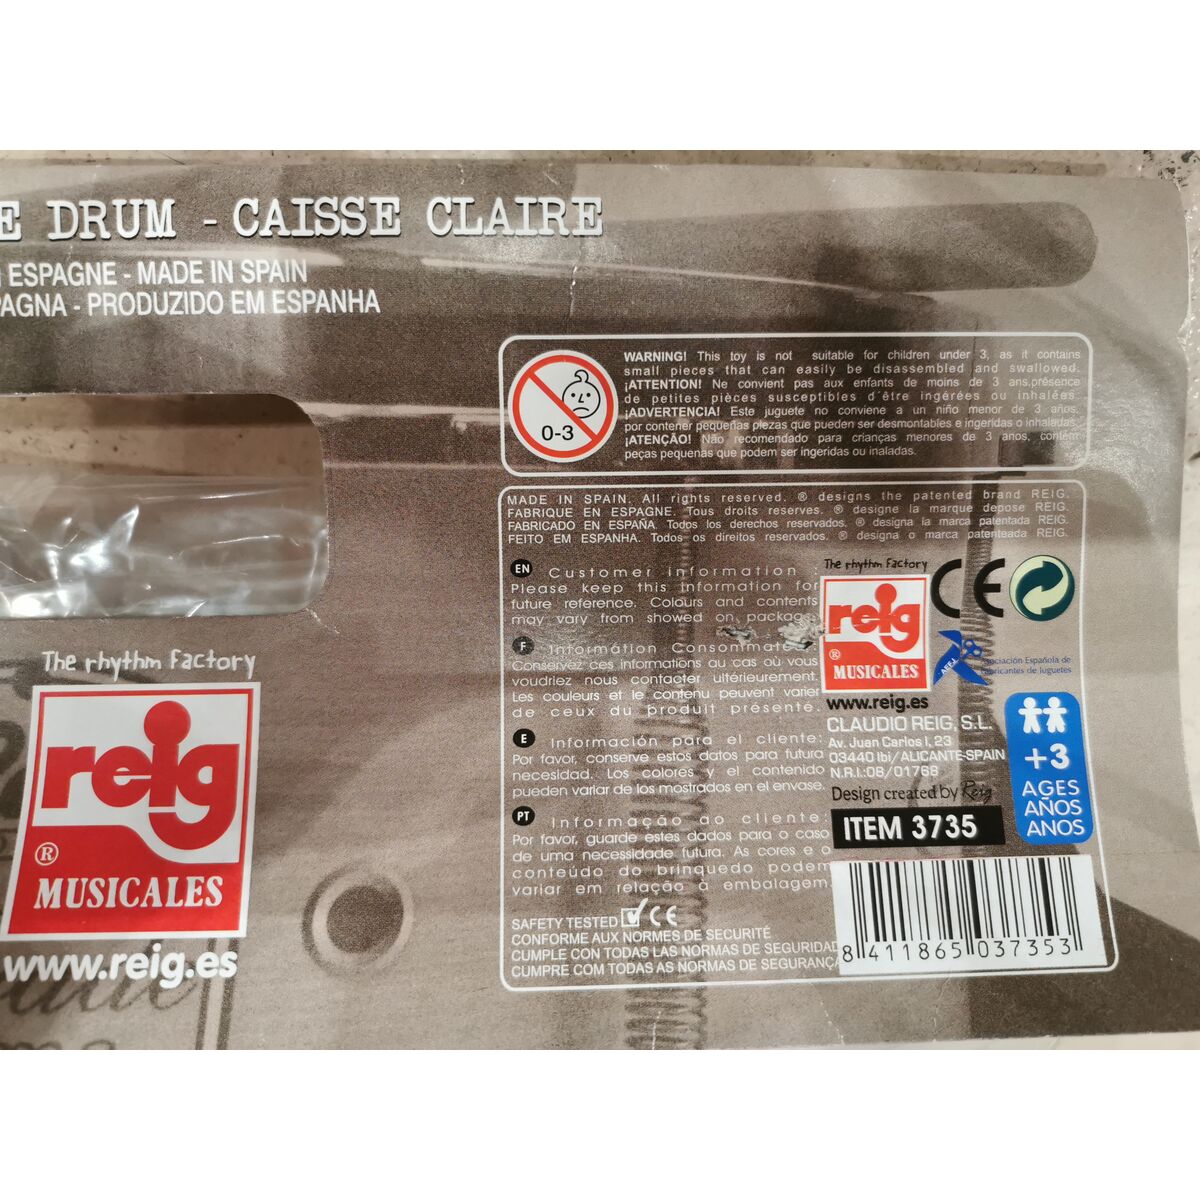 E DRUM - CAISSE CLAIRE
ESPAGNE - MADE IN SPAIN
PAGNA - PRODUZIDO EM ESPANHA
0-3
WARNING! This toy is not suitable for children under 3, as it contains
small pieces that can easily be disassembled and swallowed.
¡ATTENTION! Ne convient pas aux enfants de moins de 3 ans,présence
de petites pièces susceptibles d´être ingérées ou inhalées.
¡ADVERTENCIA! Este juguete no conviene a un niño menor de 3 años,
por contener pequeñas piezas que pueden ser desmontables e ingeridas o inhaladas.
¡ATENÇÃO! Não recomendado para crianças menores de 3 anos, contém
peças pequenas que podem ser ingeridas ou inaladas.
MADE IN SPAIN. All rights reserved. ® designs the patented brand REIG.
FABRIQUE EN ESPAGNE. Tous droits reserves. ® designe la marque depose REIG.
FABRICADO EN ESPAÑA. Todos los derechos reservados. ® designa la marca patentada REIG.
FEITO EM ESPANHA. Todos os direitos reservados. ® designa o marca patenteada REIG.
EN Customer information :
Please keep this information for
future reference. Colours and contents
may vary from showed on package
F Information Consommate
Conservez ces informations au cas où vous
voudriez nous contacter ultérieurement.
Les couleurs et le contenu peuvent varier
de ceux du produit présenté.
E Información para el cliente:
Por favor, conserve estos datos para futura
necesidad. Los colores y el contenido
pueden variar de los mostrados en el envase.
PT Informação ao cliente:
Por favor, guarde estes dados para o caso
de uma necessidade futura. As cores e o
conteúdo do brinquedo podem
variar em relação à embalagem.
SAFETY TESTED CE
CONFORME AUX NORMES DE SECURITÉ
CUMPLE CON TODAS LAS NORMAS DE SEGURIDAD
CUMPRE COM TODAS AS NORMAS DE SEGURANÇA
The rhythm Factory
reig
®
MUSICALES
www.reig.es
CE
AEFJ
sociación Española de
abricantes de Juguetes
CLAUDIO REIG, S.L.
Av. Juan Carlos I, 23
03440 Ibi/ALICANTE-SPAIN
N.R.I.:08/01768
Design created by Reig
ITEM 3735
+3
AGES
AÑOS
ANOS
8 411865 037353
The rhythm Factory
reig
®
MUSICALES
www.reig.es